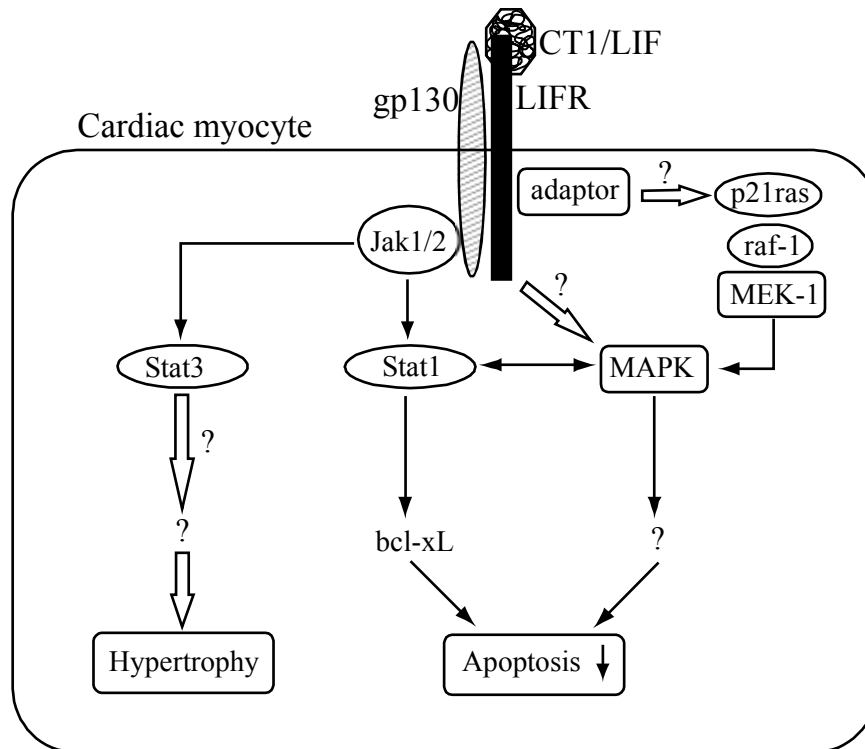 CT1/LIF
gp130
LIFR
Cardiac myocyte
?
adaptor
p21ras
Jak1/2
raf-1
?
MEK-1
Stat3
Stat1
MAPK
?
?
bcl-xL
?
Hypertrophy
Apoptosis